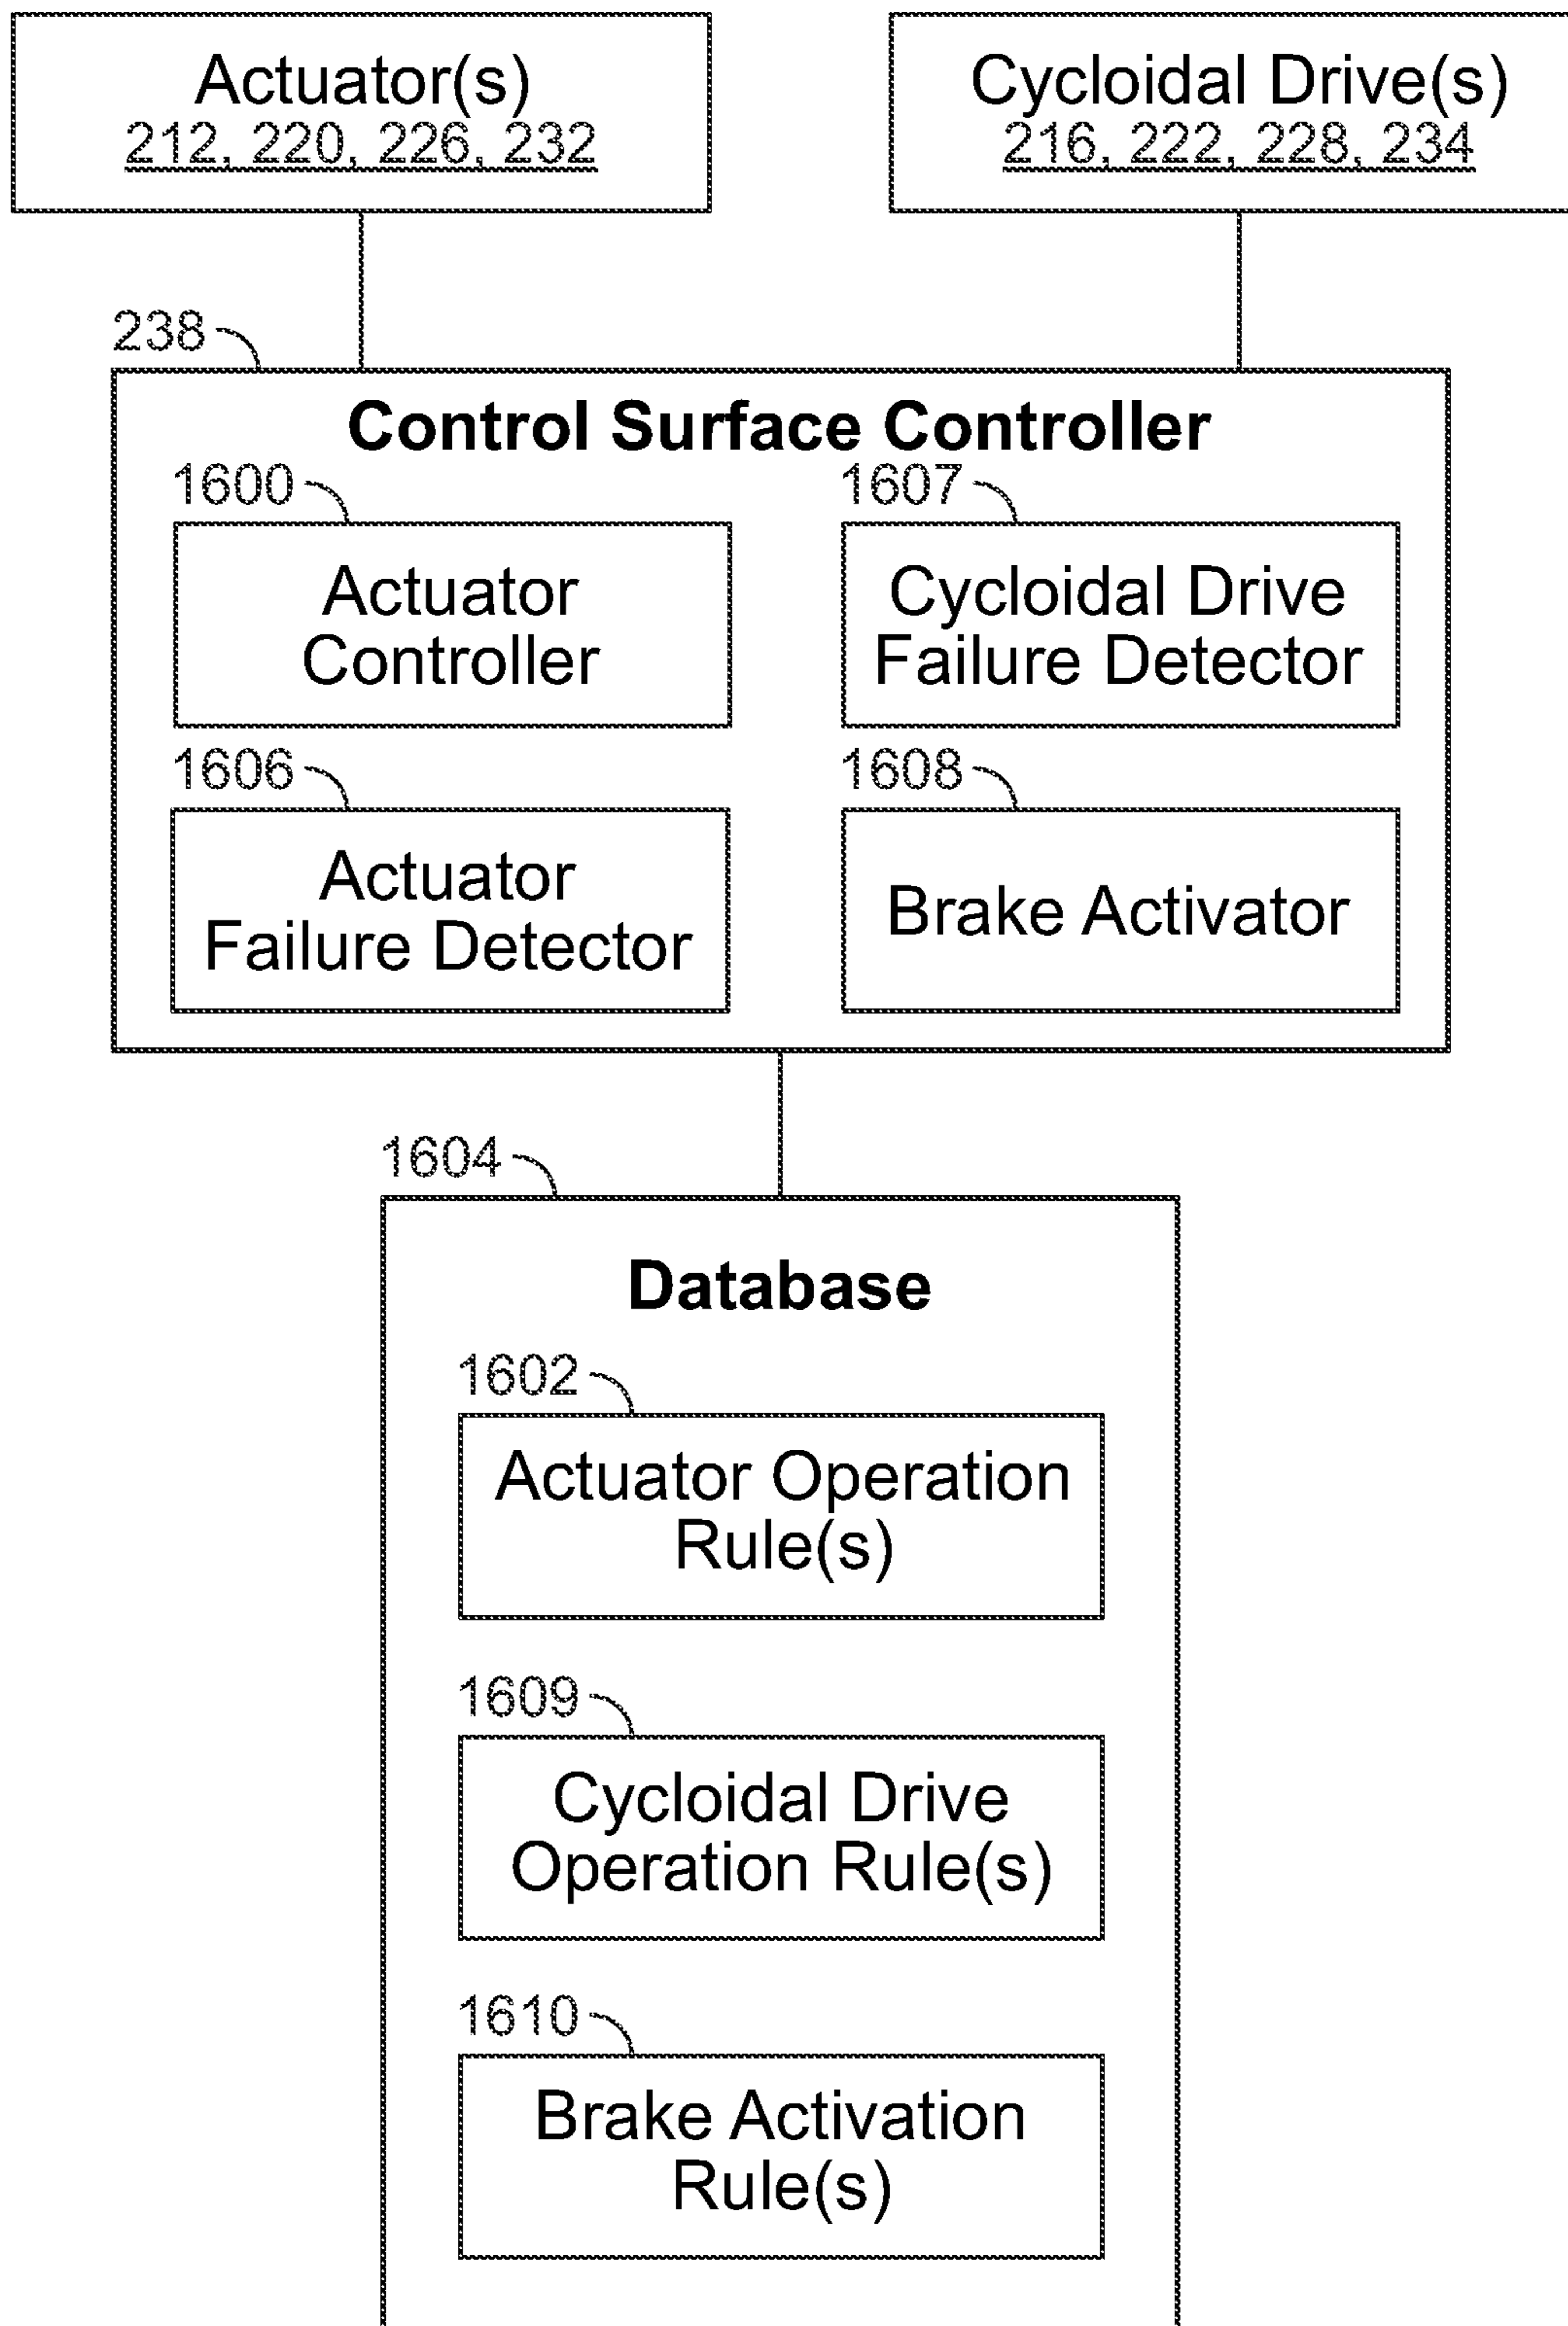 Actuator(s)
212, 220, 226, 232
Cycloidal Drive(s)
216, 222, 228, 234
238
Control Surface Controller
1600
Actuator
Controller
1607
Cycloidal Drive
Failure Detector
1606
Actuator
Failure Detector
1608
Brake Activator
1604
Database
1602
Actuator Operation
Rule(s)
1609
Cycloidal Drive
Operation Rule(s)
1610
Brake Activation
Rule(s)